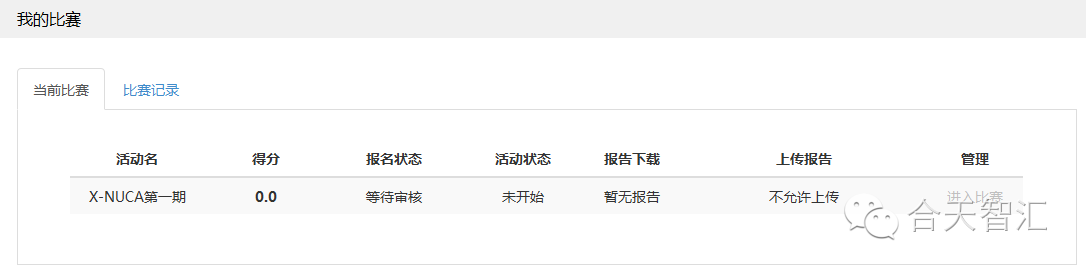 我的比赛
当前比赛 比赛记录
活动名 得分 报名状态 活动状态 报告下载 上传报告 管理
X-NUCA第一期 0.0 等待审核 未开始 暂无报告 不允许上传 进入比赛
合天智汇